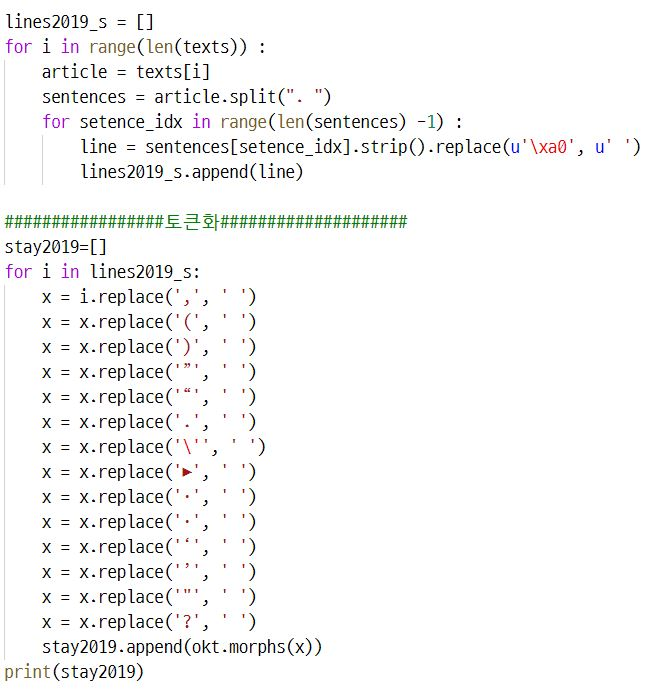 lines2019_s = []
for i in range(len(texts)) :
    article = texts[i]
    sentences = article.split(". ")
    for setence_idx in range(len(sentences) -1) :
        line = sentences[setence_idx].strip().replace(u'\xa0', u' ')
        lines2019_s.append(line)

#################토큰화####################
stay2019=[]
for i in lines2019_s:
    x = i.replace(',', ' ')
    x = x.replace('(', ' ')
    x = x.replace(')', ' ')
    x = x.replace('”', ' ')
    x = x.replace('“', ' ')
    x = x.replace('.', ' ')
    x = x.replace('\'', ' ')
    x = x.replace('▶', ' ')
    x = x.replace('·', ' ')
    x = x.replace('·', ' ')
    x = x.replace('‘', ' ')
    x = x.replace('’', ' ')
    x = x.replace('"', ' ')
    x = x.replace('?', ' ')
    stay2019.append(okt.morphs(x))
print(stay2019)